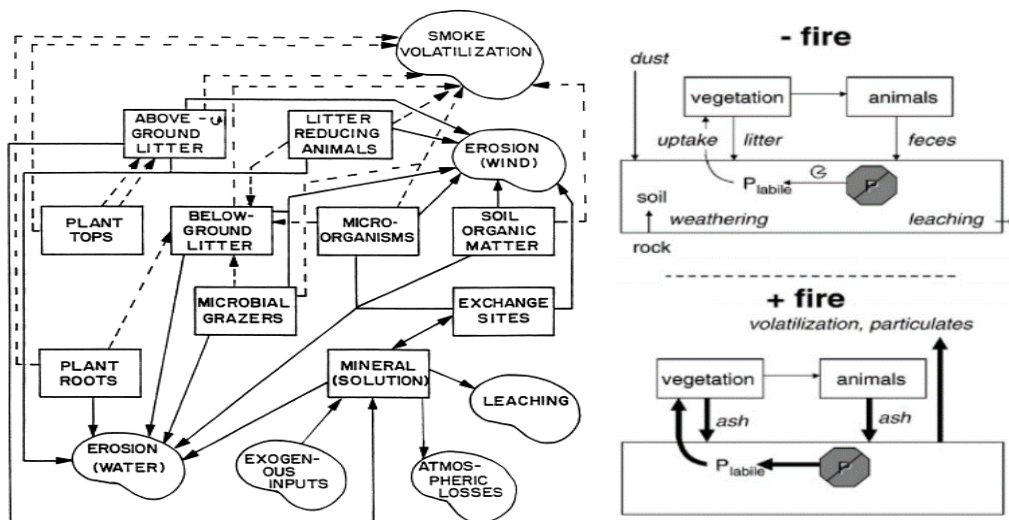 SMOKE
VOLATILIZATION
ABOVE
GROUND
LITTER
LITTER
REDUCING
ANIMALS
EROSION
(WIND)
PLANT
TOPS
BELOW-
GROUND
LITTER
MICRO-
ORGANISMS
SOIL
ORGANIC
MATTER
MICROBIAL
GRAZERS
EXCHANGE
SITES
PLANT
ROOTS
MINERAL
(SOLUTION)
LEACHING
EROSION
(WATER)
EXOGEN-
OUS
INPUTS
ATMOS-
PHERIC
LOSSES
- fire
dust
vegetation
animals
uptake
litter
feces
Plabile
P
soil
weathering
leaching
rock
+ fire
volatilization, particulates
vegetation
animals
ash
ash
Plabile
P